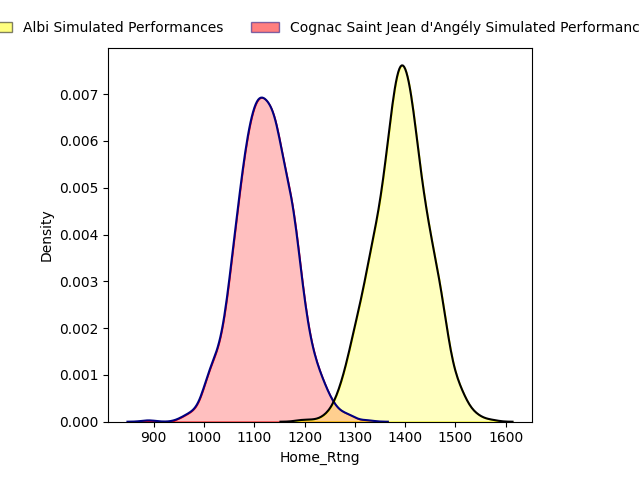 Albi Simulated Performances Cognac Saint Jean d'Angély Simulated Performanc
0.007
0.006
0.005
0.004
0.003
0.002
0.001
0.000
Density
900 1000 1100 1200 1300 1400 1500 1600
Home_Rtng